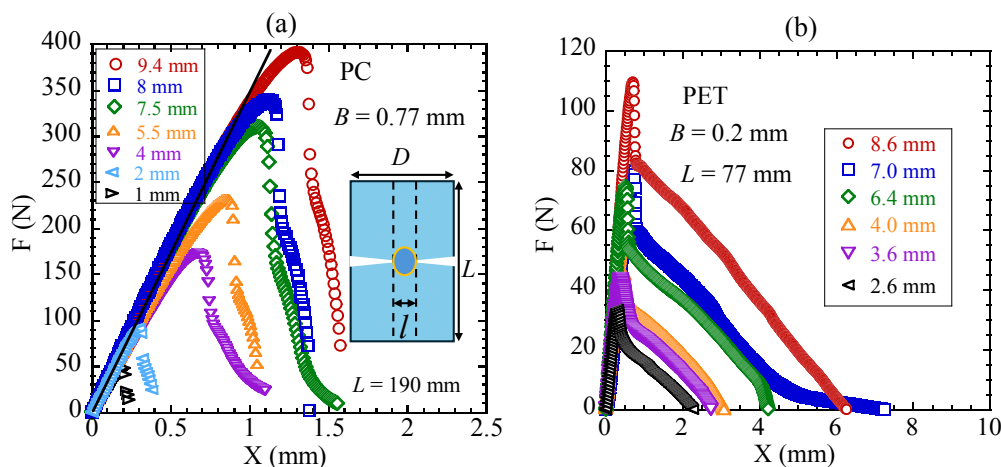 (a)
F (N)
400
350
300
250
200
150
100
50
0
9.4 mm
8 mm
7.5 mm
5.5 mm
4 mm
2 mm
1 mm
PC
B = 0.77 mm
D
L
l
L = 190 mm
0
0.5
1
1.5
2
2.5
X (mm)
(b)
F (N)
120
100
80
60
40
20
0
PET
B = 0.2 mm
L = 77 mm
8.6 mm
7.0 mm
6.4 mm
4.0 mm
3.6 mm
2.6 mm
0
2
4
6
8
10
X (mm)